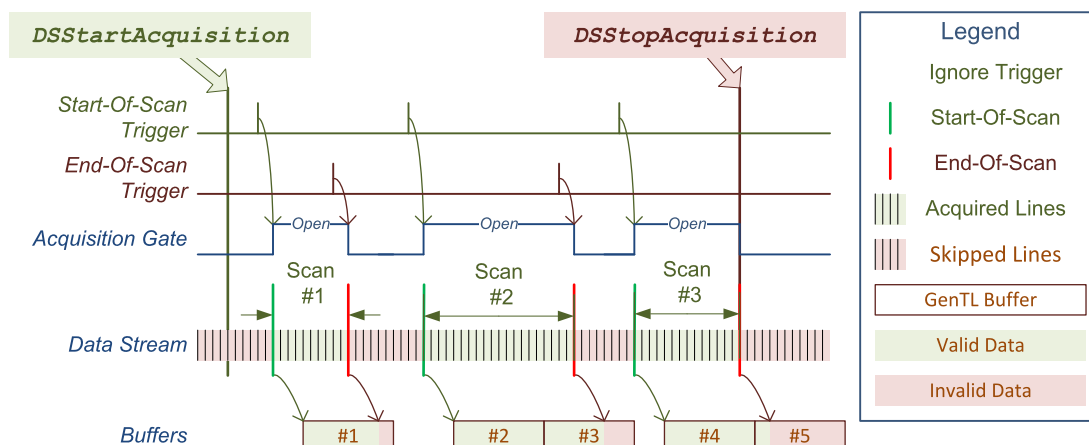 DSStartAcquisition
DSStopAcquisition
Start-Of-Scan
Trigger
End-Of-Scan
Trigger
Acquisition Gate
Open
Open
Open
Scan
#1
Scan
#2
Scan
#3
Data Stream
Buffers
#1
#2
#3
#4
#5
Legend
Ignore Trigger
Start-Of-Scan
End-Of-Scan
Acquired Lines
Skipped Lines
GenTL Buffer
Valid Data
Invalid Data